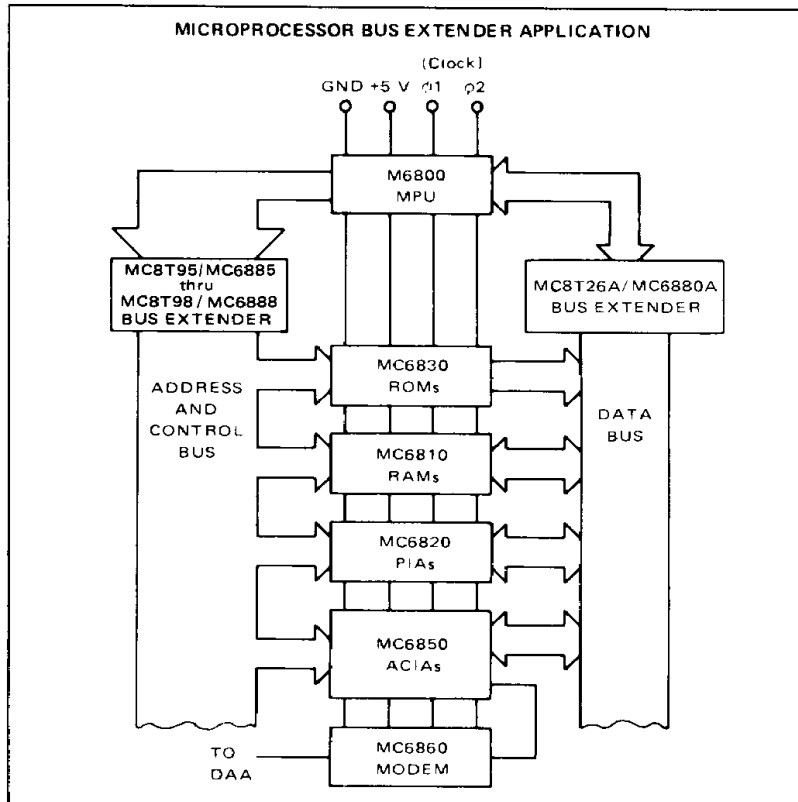 MICROPROCESSOR BUS EXTENDER APPLICATION
(Clock)
GND +5 V φ1 φ2
M6800
MPU
MC8T95/MC6885
thru
MC8T98/MC6888
BUS EXTENDER
MC8T26A/MC6880A
BUS EXTENDER
MC6830
ROMs
ADDRESS
AND
CONTROL
BUS
DATA
BUS
MC6810
RAMs
MC6820
PIAs
MC6850
ACIAs
MC6860
MODEM
TO
DAA